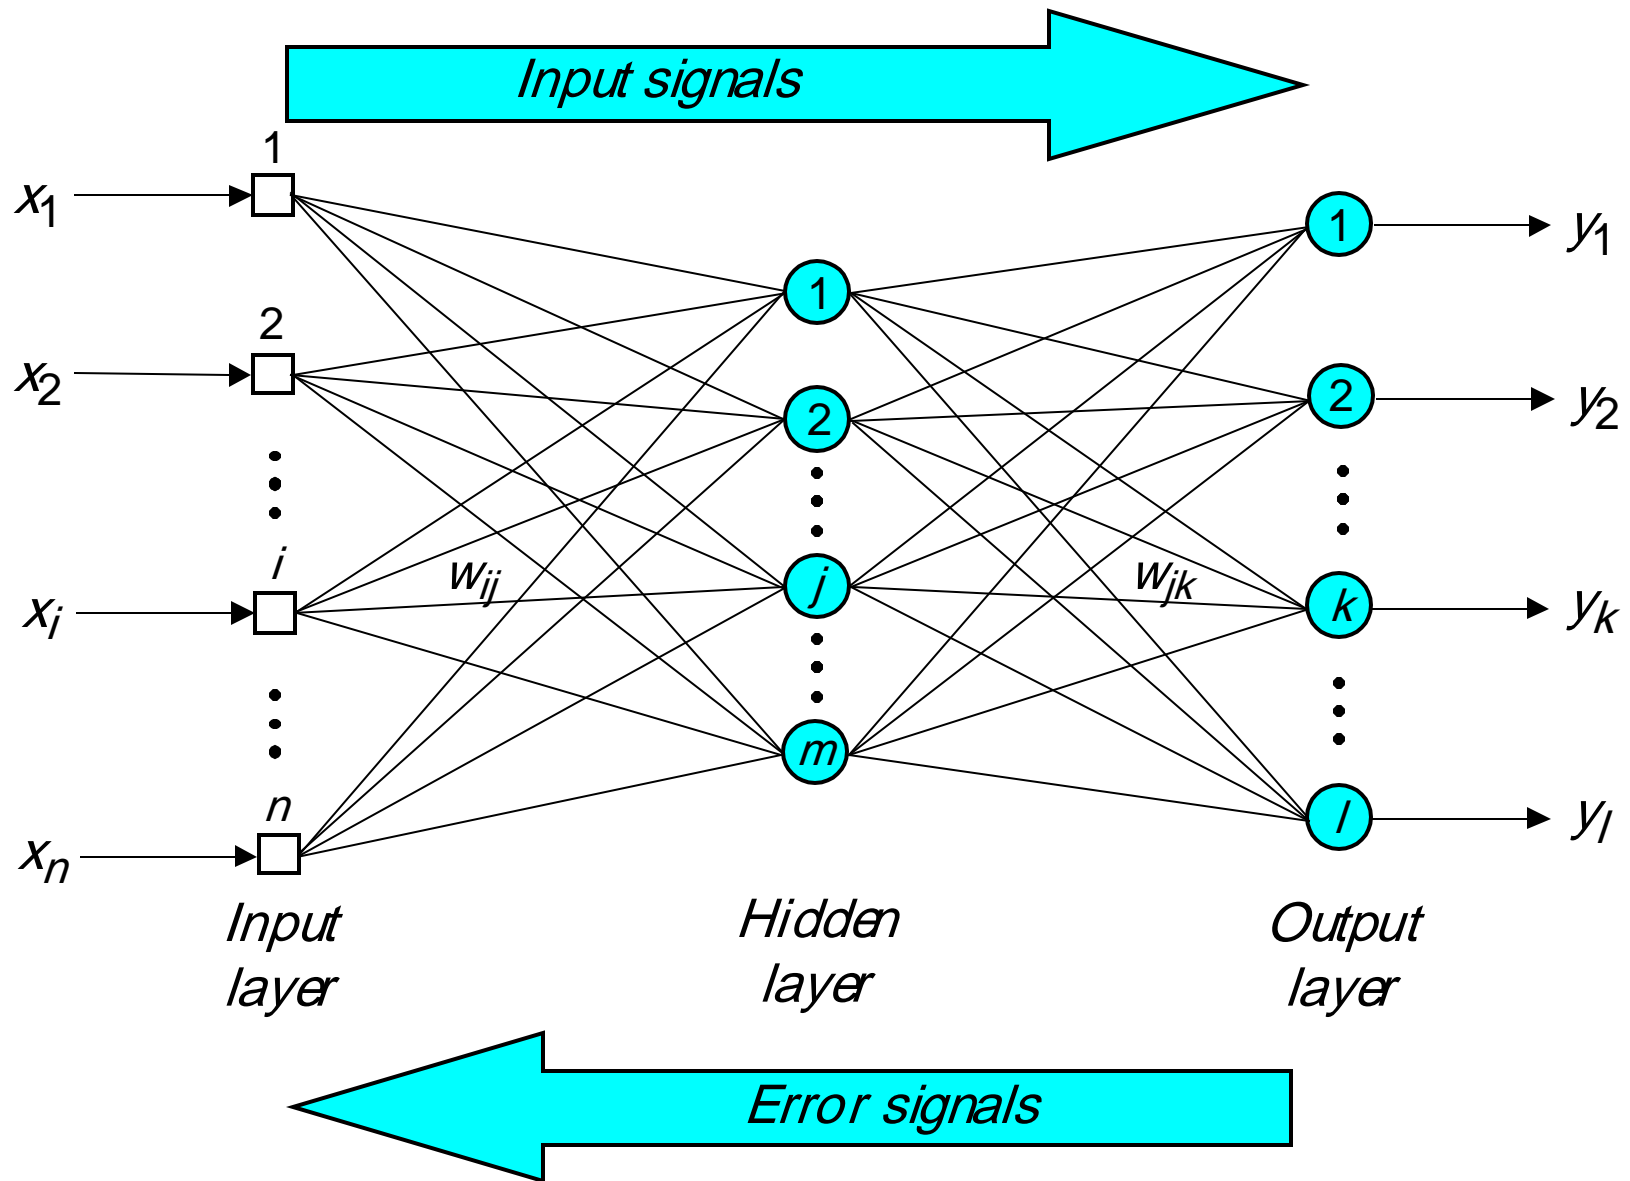 Input signals
1
x1
1
y1
1
2
x2
2
2
y2
i
xi
wij
j
wjk
k
yk
m
n
xn
l
yl
Input
layer
Hidden
layer
Output
layer
Error signals